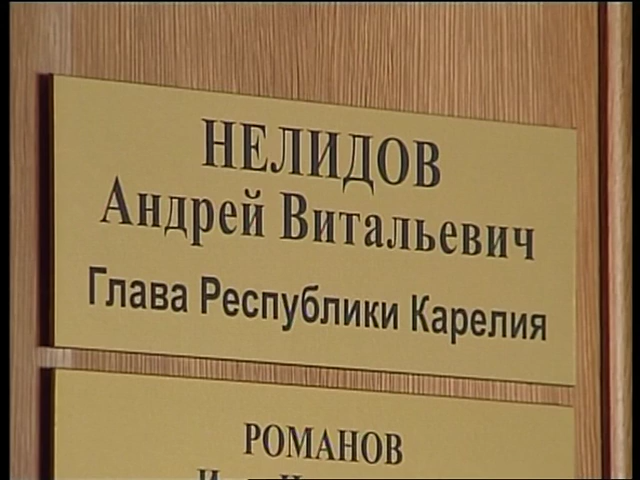 НЕЛИДОВ
Андрей Витальевич
Глава Республики Карелия
РОМАНОВ